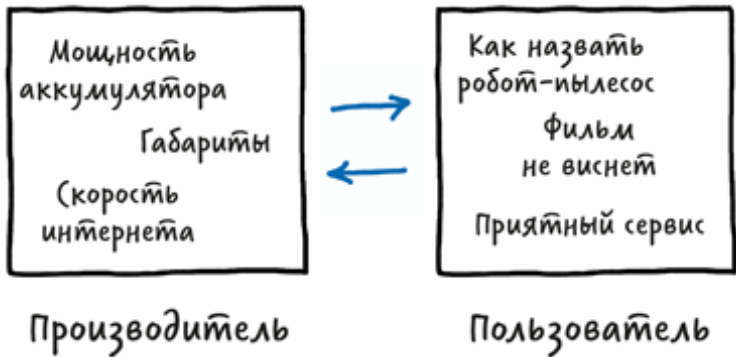 Мощность
аккумулятора
Габариты
Скорость
интернета
Производитель
Как назвать
робот-пылесос
Фильм
не виснет
Приятный сервис
Пользователь